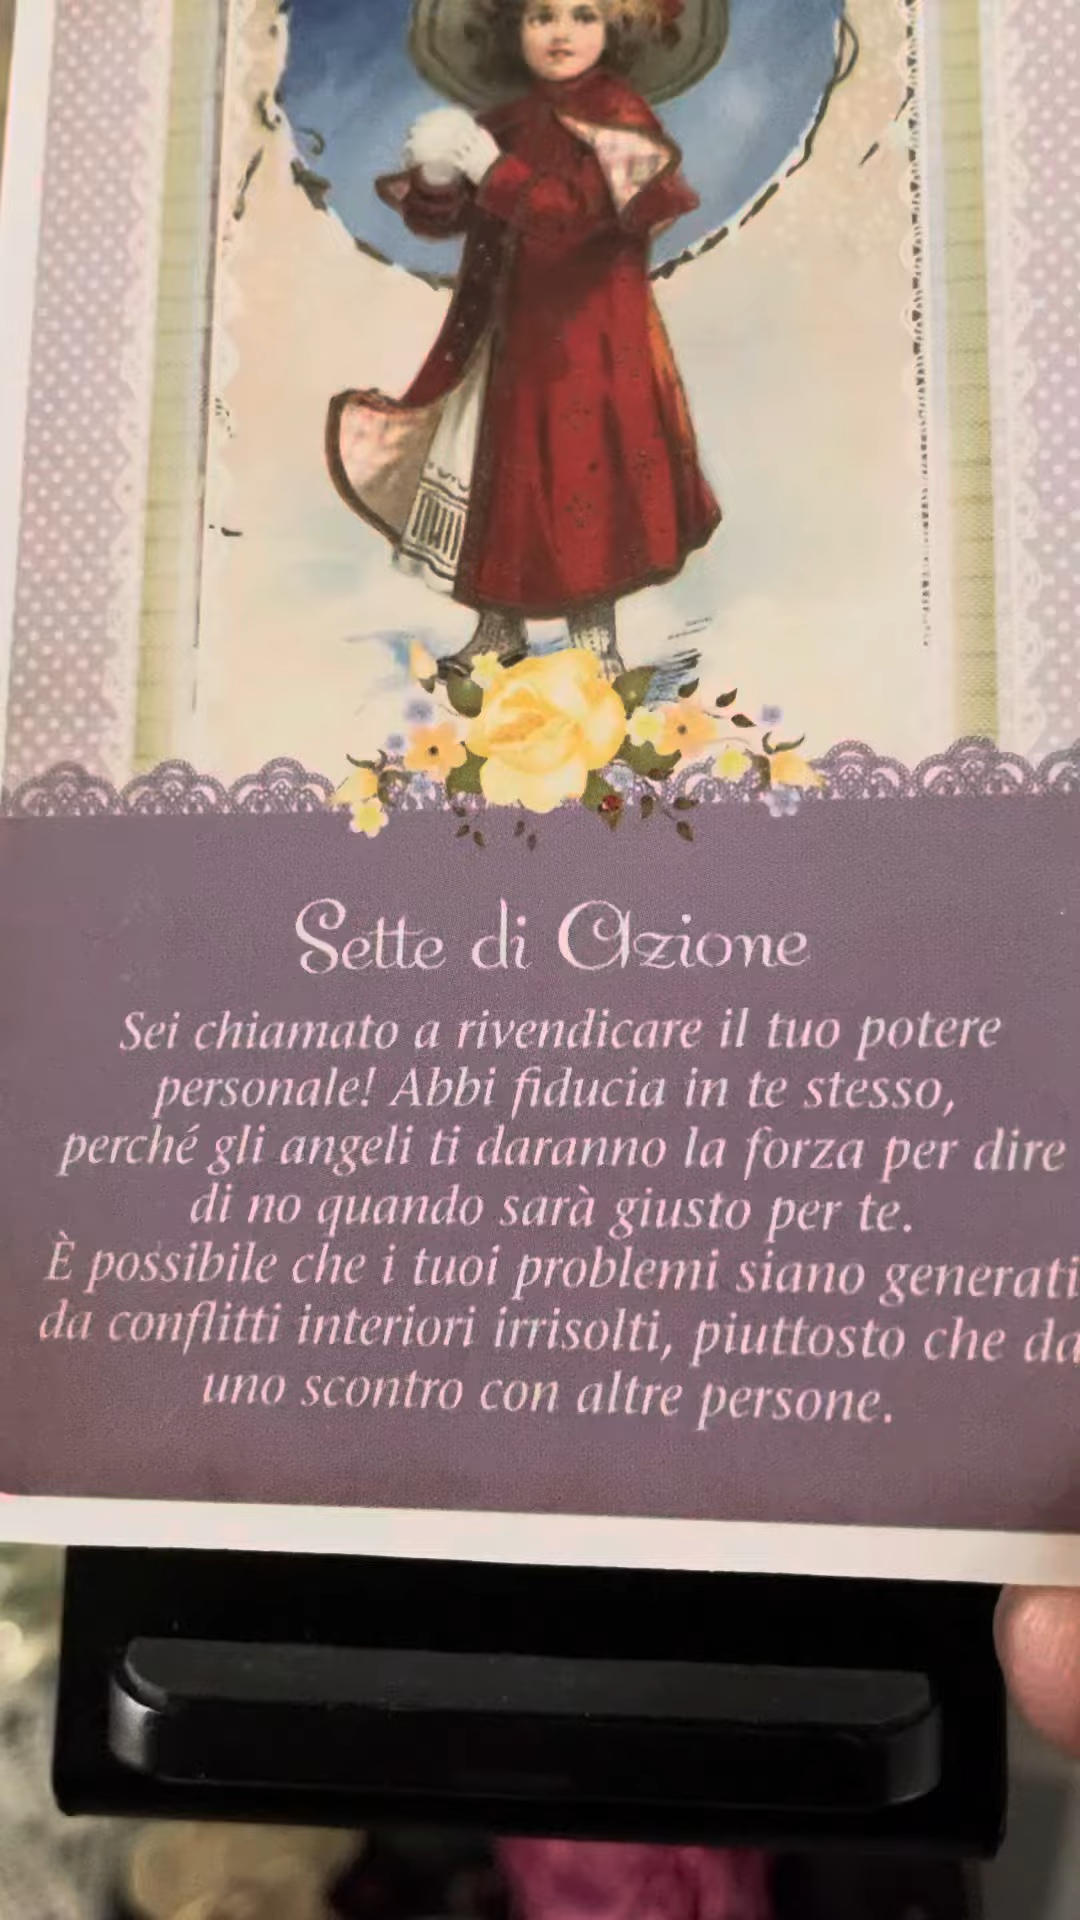 Sette di Azione
Sei chiamato a rivendicare il tuo potere
personale! Abbi fiducia in te stesso,
perché gli angeli ti daranno la forza per dire
di no quando sarà giusto per te.
È possibile che i tuoi problemi siano generati
da conflitti interiori irrisolti, piuttosto che da
uno scontro con altre persone.